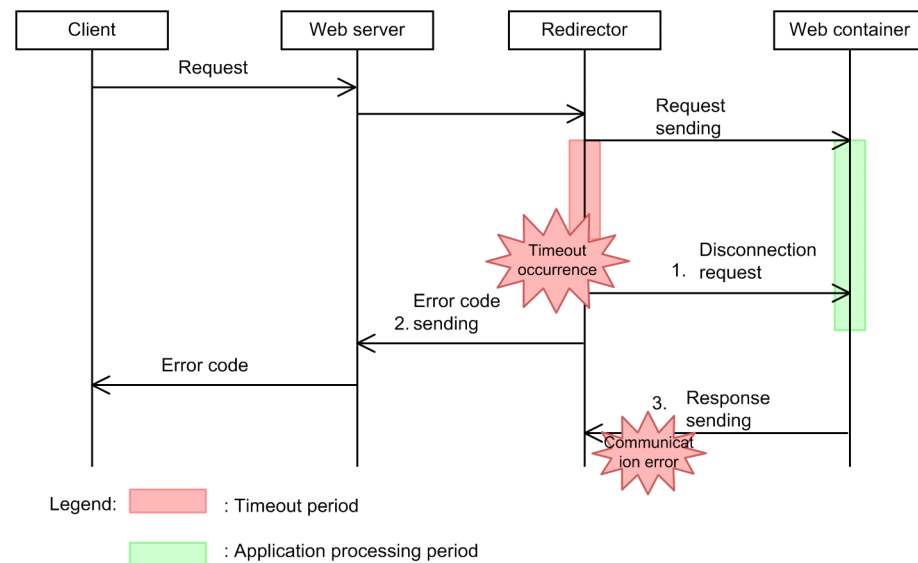 Client
Web server
Redirector
Web container
Request
Request
sending
Timeout
occurrence
1.
Disconnection
request
Error code
2. sending
Error code
3.
Response
sending
Communicat
ion error
Legend:
: Timeout period
: Application processing period